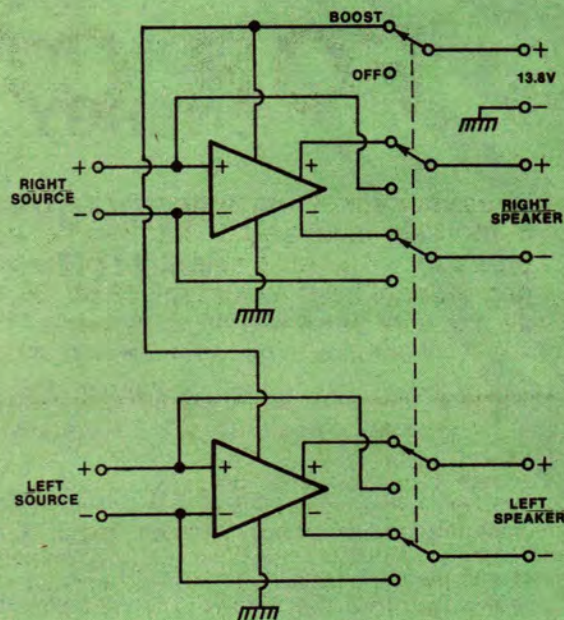 BOOST
+
OFF
13.8V
−
+ + + +
RIGHT
SOURCE
RIGHT
SPEAKER
− − − −
+ + + +
LEFT
SOURCE
LEFT
SPEAKER
− − − −